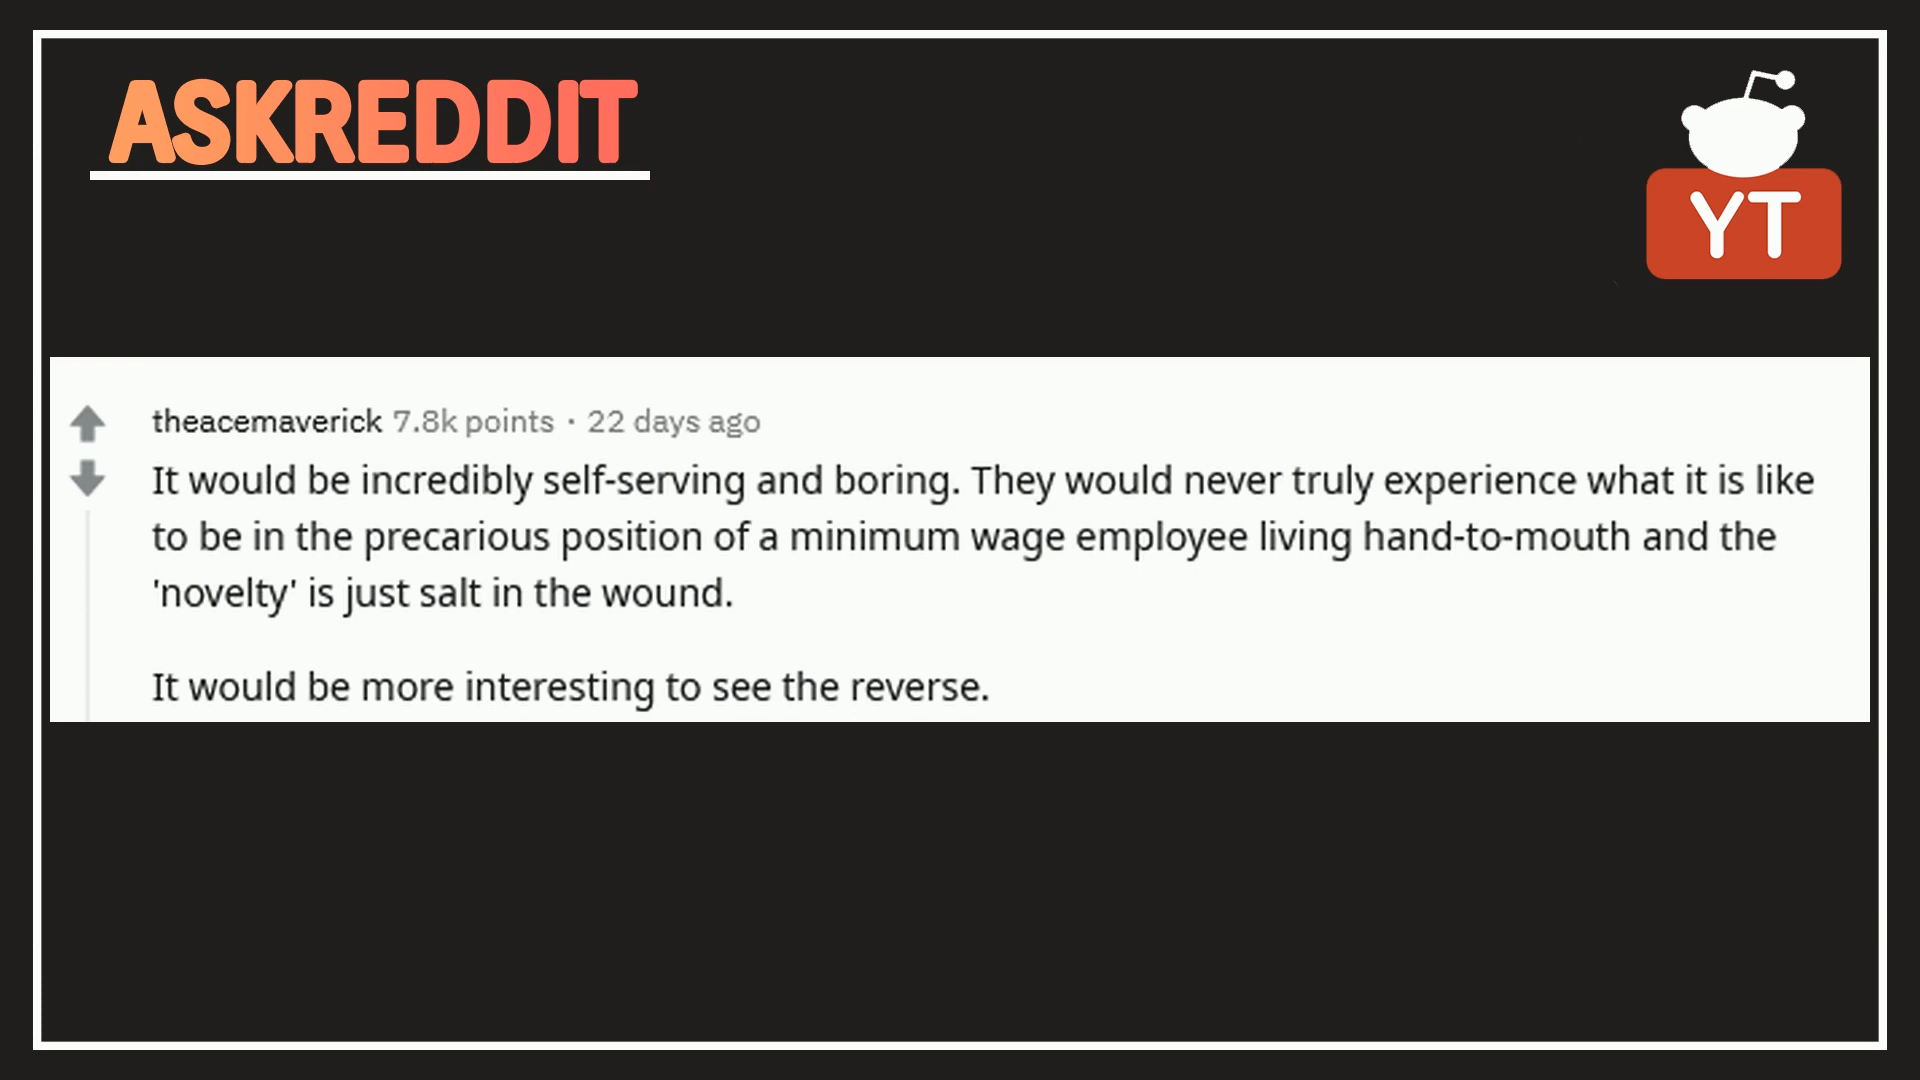 ASKREDDIT
YT
theacemaverick 7.8k points · 22 days ago
It would be incredibly self-serving and boring. They would never truly experience what it is like
to be in the precarious position of a minimum wage employee living hand-to-mouth and the
'novelty' is just salt in the wound.
It would be more interesting to see the reverse.